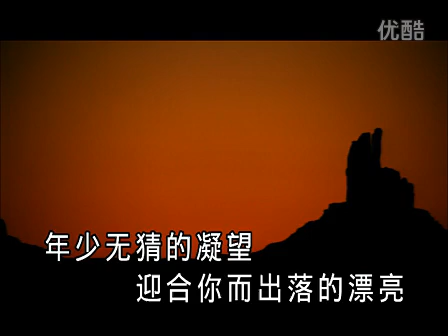 优酷
年少无猜的凝望
迎合你而出落的漂亮